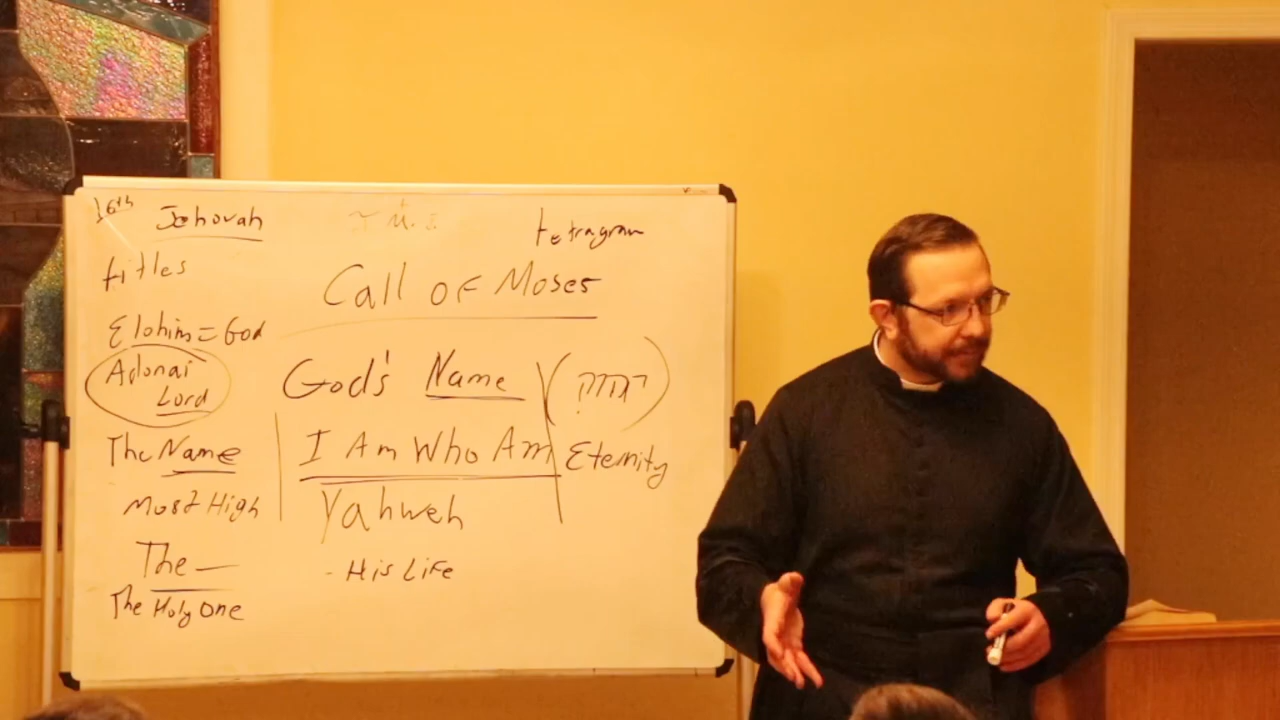 16th Jehovah tetragram
titles
Call of Moses
Elohim = God
Adonai
Lord
God's Name (יהוה)
The Name
I Am Who Am Eternity
Most High
Yahweh
The —
- His Life
The Holy One